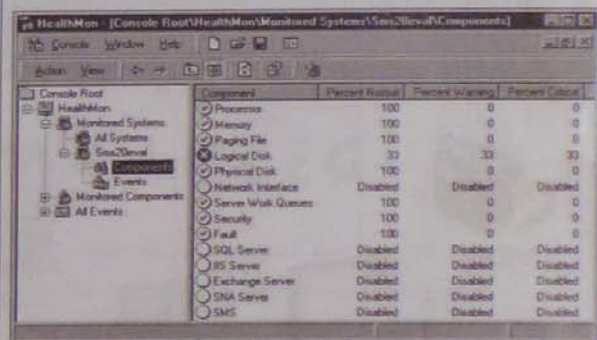 HealthMon - [Console Root\HealthMon\Monitored Systems\Sms20eval\Components]
Console Window Help
Action View
Console Root
HealthMon
Monitored Systems
All Systems
Sms20eval
Components
Events
Monitored Components
All Events
Component Percent Normal Percent Warning Percent Critical
Processor 100 0 0
Memory 100 0 0
Paging File 100 0 0
Logical Disk 33 33 33
Physical Disk 100 0 0
Network Interface Disabled Disabled Disabled
Server Work Queues 100 0 0
Security 100 0 0
Fault 100 0 0
SQL Server Disabled Disabled Disabled
IIS Server Disabled Disabled Disabled
Exchange Server Disabled Disabled Disabled
SNA Server Disabled Disabled Disabled
SMS Disabled Disabled Disabled